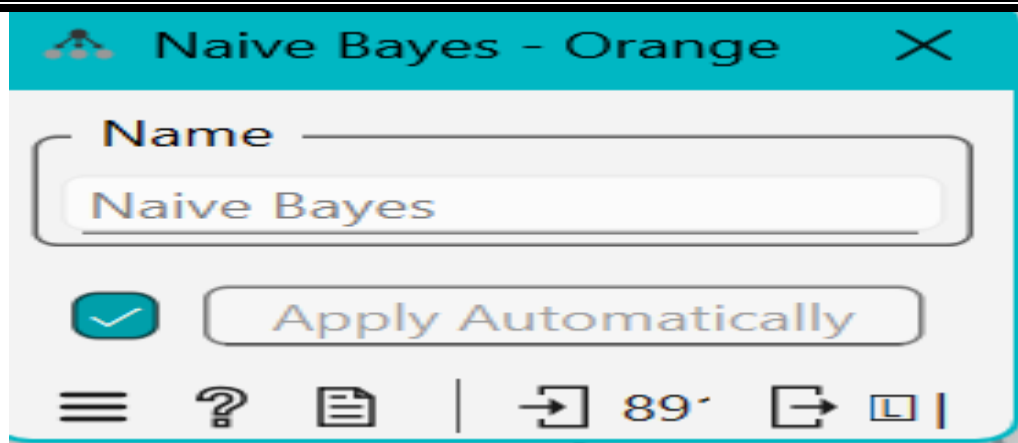 Naive Bayes - Orange
Name
Naive Bayes
Apply Automatically
? 89 L